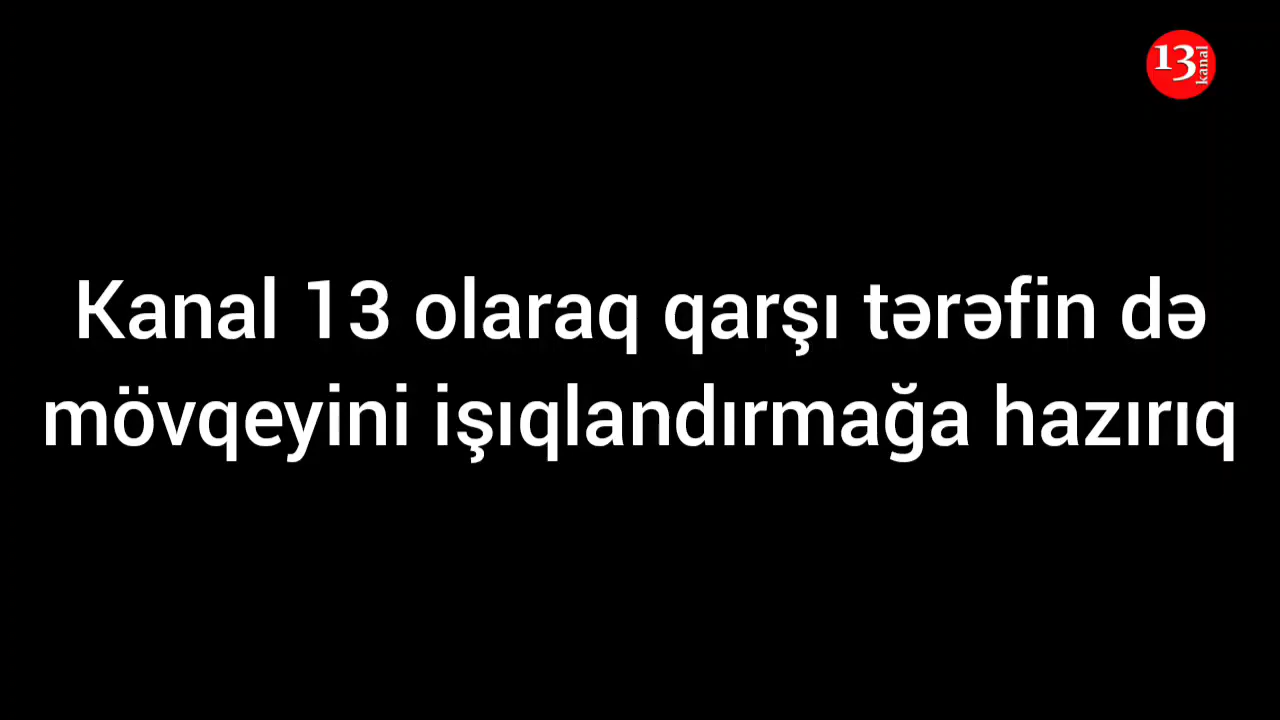 13 kanal
Kanal 13 olaraq qarşı tərəfin də
mövqeyini işıqlandırmağa hazırıq